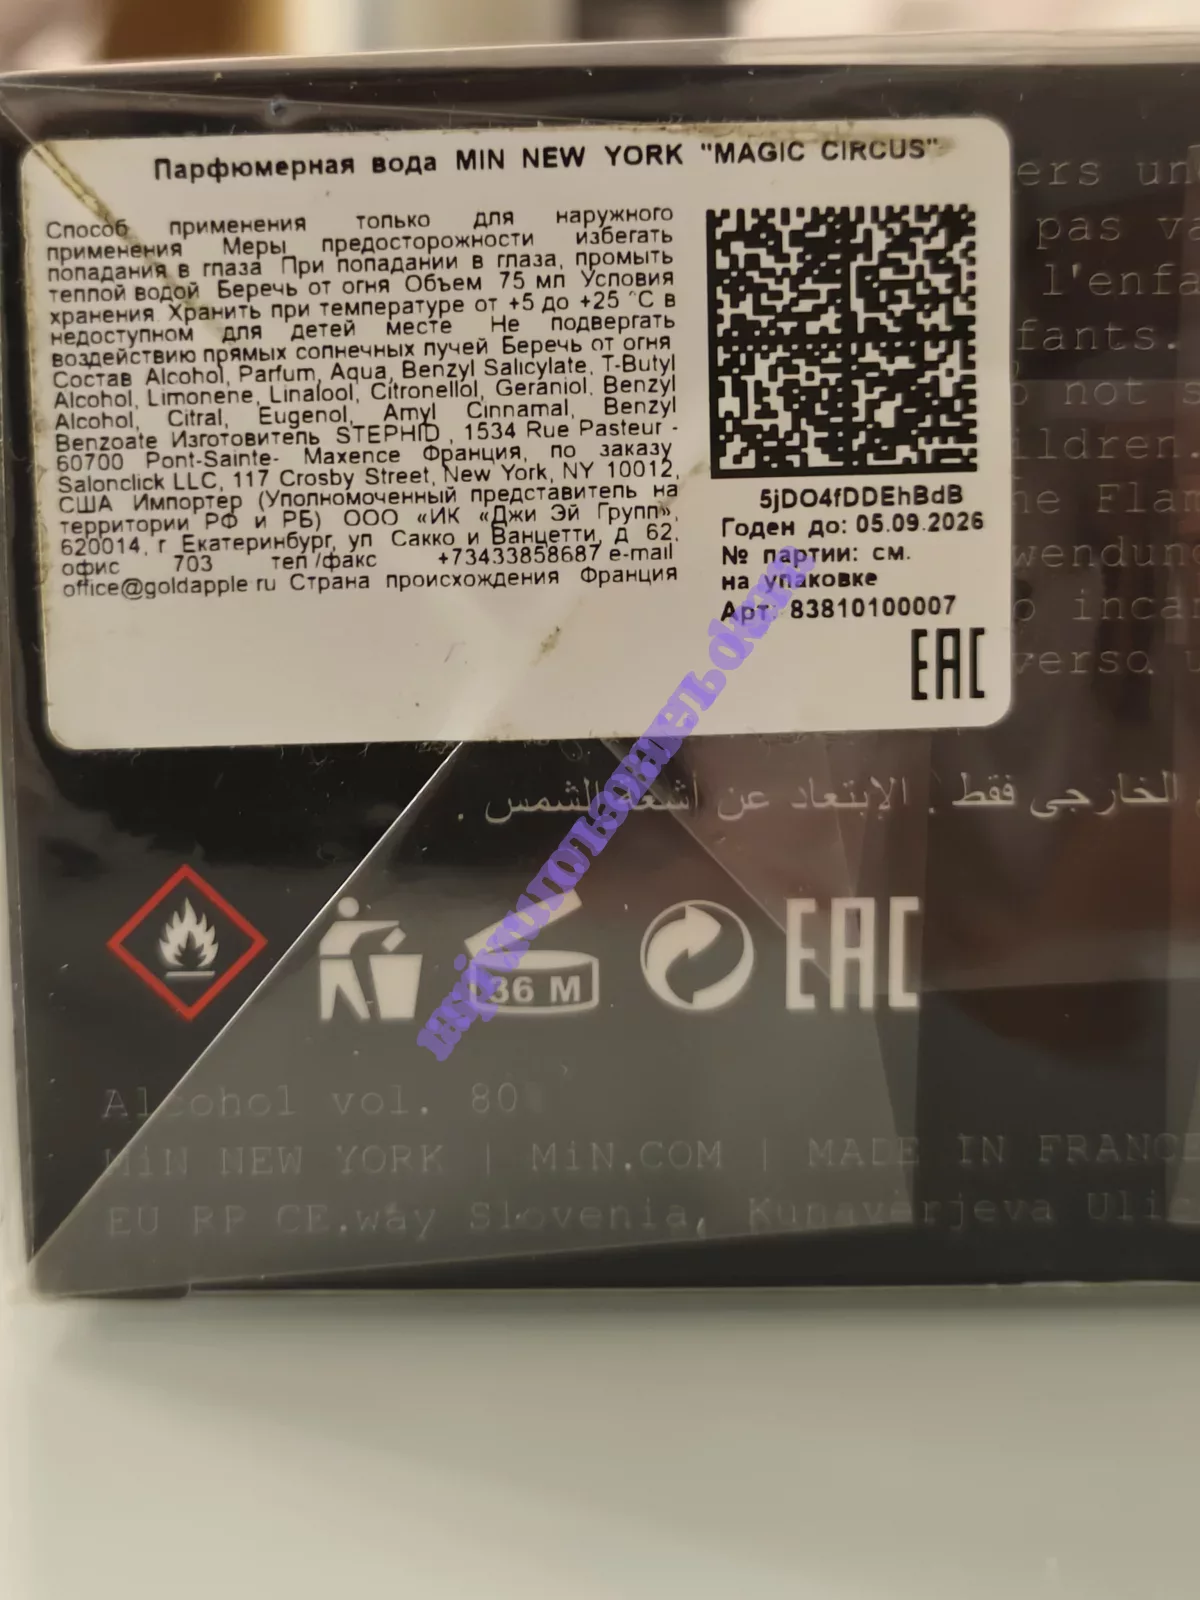 Парфюмерная вода MIN NEW YORK "MAGIC CIRCUS"
Способ применения только для наружного
применения Меры предосторожности избегать
попадания в глаза При попадании в глаза, промыть
теплой водой Беречь от огня Объем 75 мл Условия
хранения Хранить при температуре от +5 до +25 °С в
недоступном для детей месте Не подвергать
воздействию прямых солнечных лучей Беречь от огня
Состав Alcohol, Parfum, Aqua, Benzyl Salicylate, T-Butyl
Alcohol, Limonene, Linalool, Citronellol, Geraniol, Benzyl
Alcohol, Citral, Eugenol, Amyl Cinnamal, Benzyl
Benzoate Изготовитель STEPHID , 1534 Rue Pasteur -
60700 Pont-Sainte- Maxence Франция, по заказу
Salonclick LLC, 117 Crosby Street, New York, NY 10012,
США Импортер (Уполномоченный представитель на
территории РФ и РБ) ООО «ИК «Джи Эй Групп»,
620014, г Екатеринбург, ул Сакко и Ванцетти, д 62,
офис 703 тел /факс +73433858687 e-mail
office@goldapple ru Страна происхождения Франция
5jDO4fDDEhBdB
Годен до: 05.09.2026
№ партии: см.
на упаковке
Арт: 83810100007
EAC
pas
l'enfa
fants.
not
ildren.
he Fla
wendung
inca
verso
الخارجى فقط . الإبتعاد عن أشعة الشمس .
36 M
EAC
Alcohol vol. 80
MiN NEW YORK | MiN.COM | MADE IN FRANCE
EU RP CE.way Slovenia, Kunaverjeva Ulic